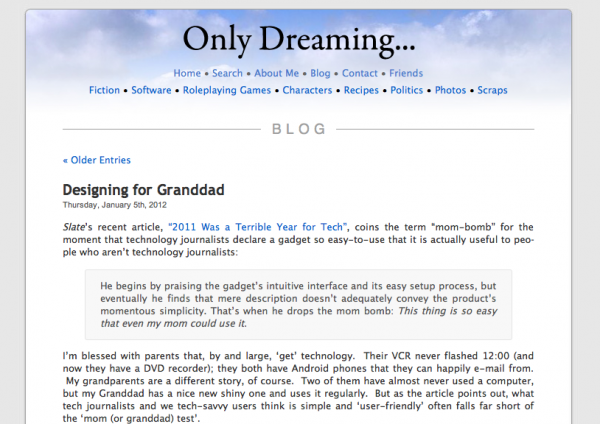 Only Dreaming...
Home • Search • About Me • Blog • Contact • Friends
Fiction • Software • Roleplaying Games • Characters • Recipes • Politics • Photos • Scraps
BLOG
« Older Entries
Designing for Granddad
Thursday, January 5th, 2012
Slate's recent article, “2011 Was a Terrible Year for Tech”, coins the term “mom-bomb” for the
moment that technology journalists declare a gadget so easy-to-use that it is actually useful to peo-
ple who aren’t technology journalists:
He begins by praising the gadget’s intuitive interface and its easy setup process, but
eventually he finds that mere description doesn’t adequately convey the product’s
momentous simplicity. That’s when he drops the mom bomb: This thing is so easy
that even my mom could use it.
I’m blessed with parents that, by and large, ‘get’ technology. Their VCR never flashed 12:00 (and
now they have a DVD recorder); they both have Android phones that they can happily e-mail from.
My grandparents are a different story, of course. Two of them have almost never used a computer,
but my Granddad has a nice new shiny one and uses it regularly. But as the article points out, what
tech journalists and we tech-savvy users think is simple and ‘user-friendly’ often falls far short of
the ‘mom (or granddad) test’.